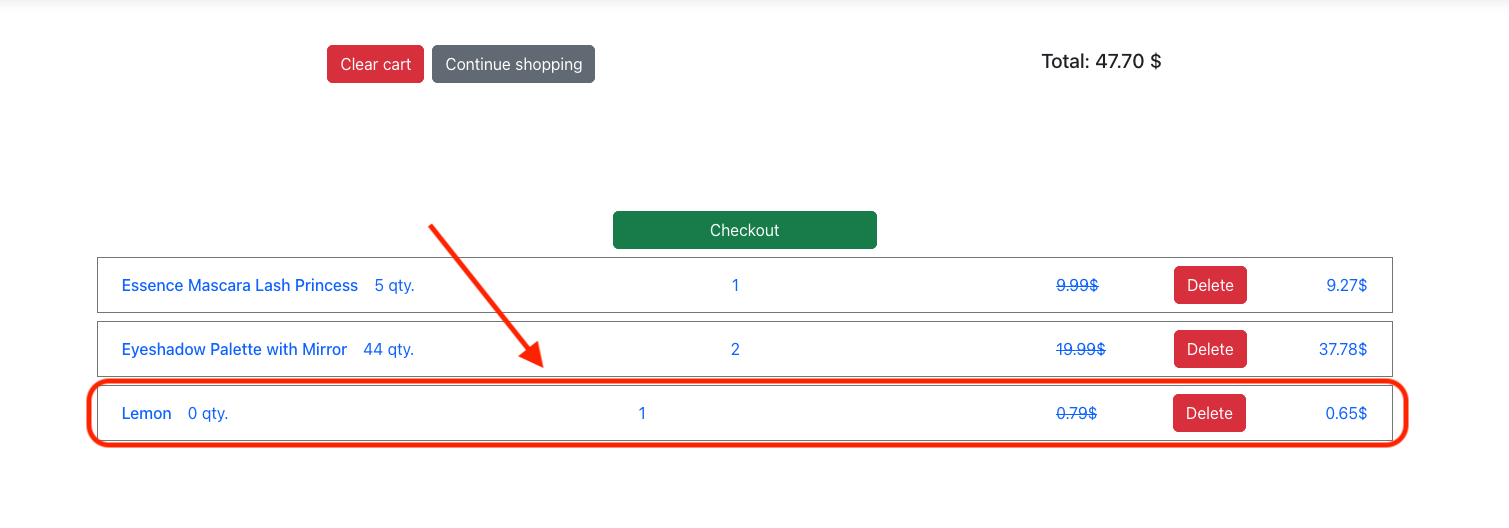 Clear cart Continue shopping Total: 47.70 $
Checkout
Essence Mascara Lash Princess 5 qty. 1 9.99$ Delete 9.27$
Eyeshadow Palette with Mirror 44 qty. 2 19.99$ Delete 37.78$
Lemon 0 qty. 1 0.79$ Delete 0.65$